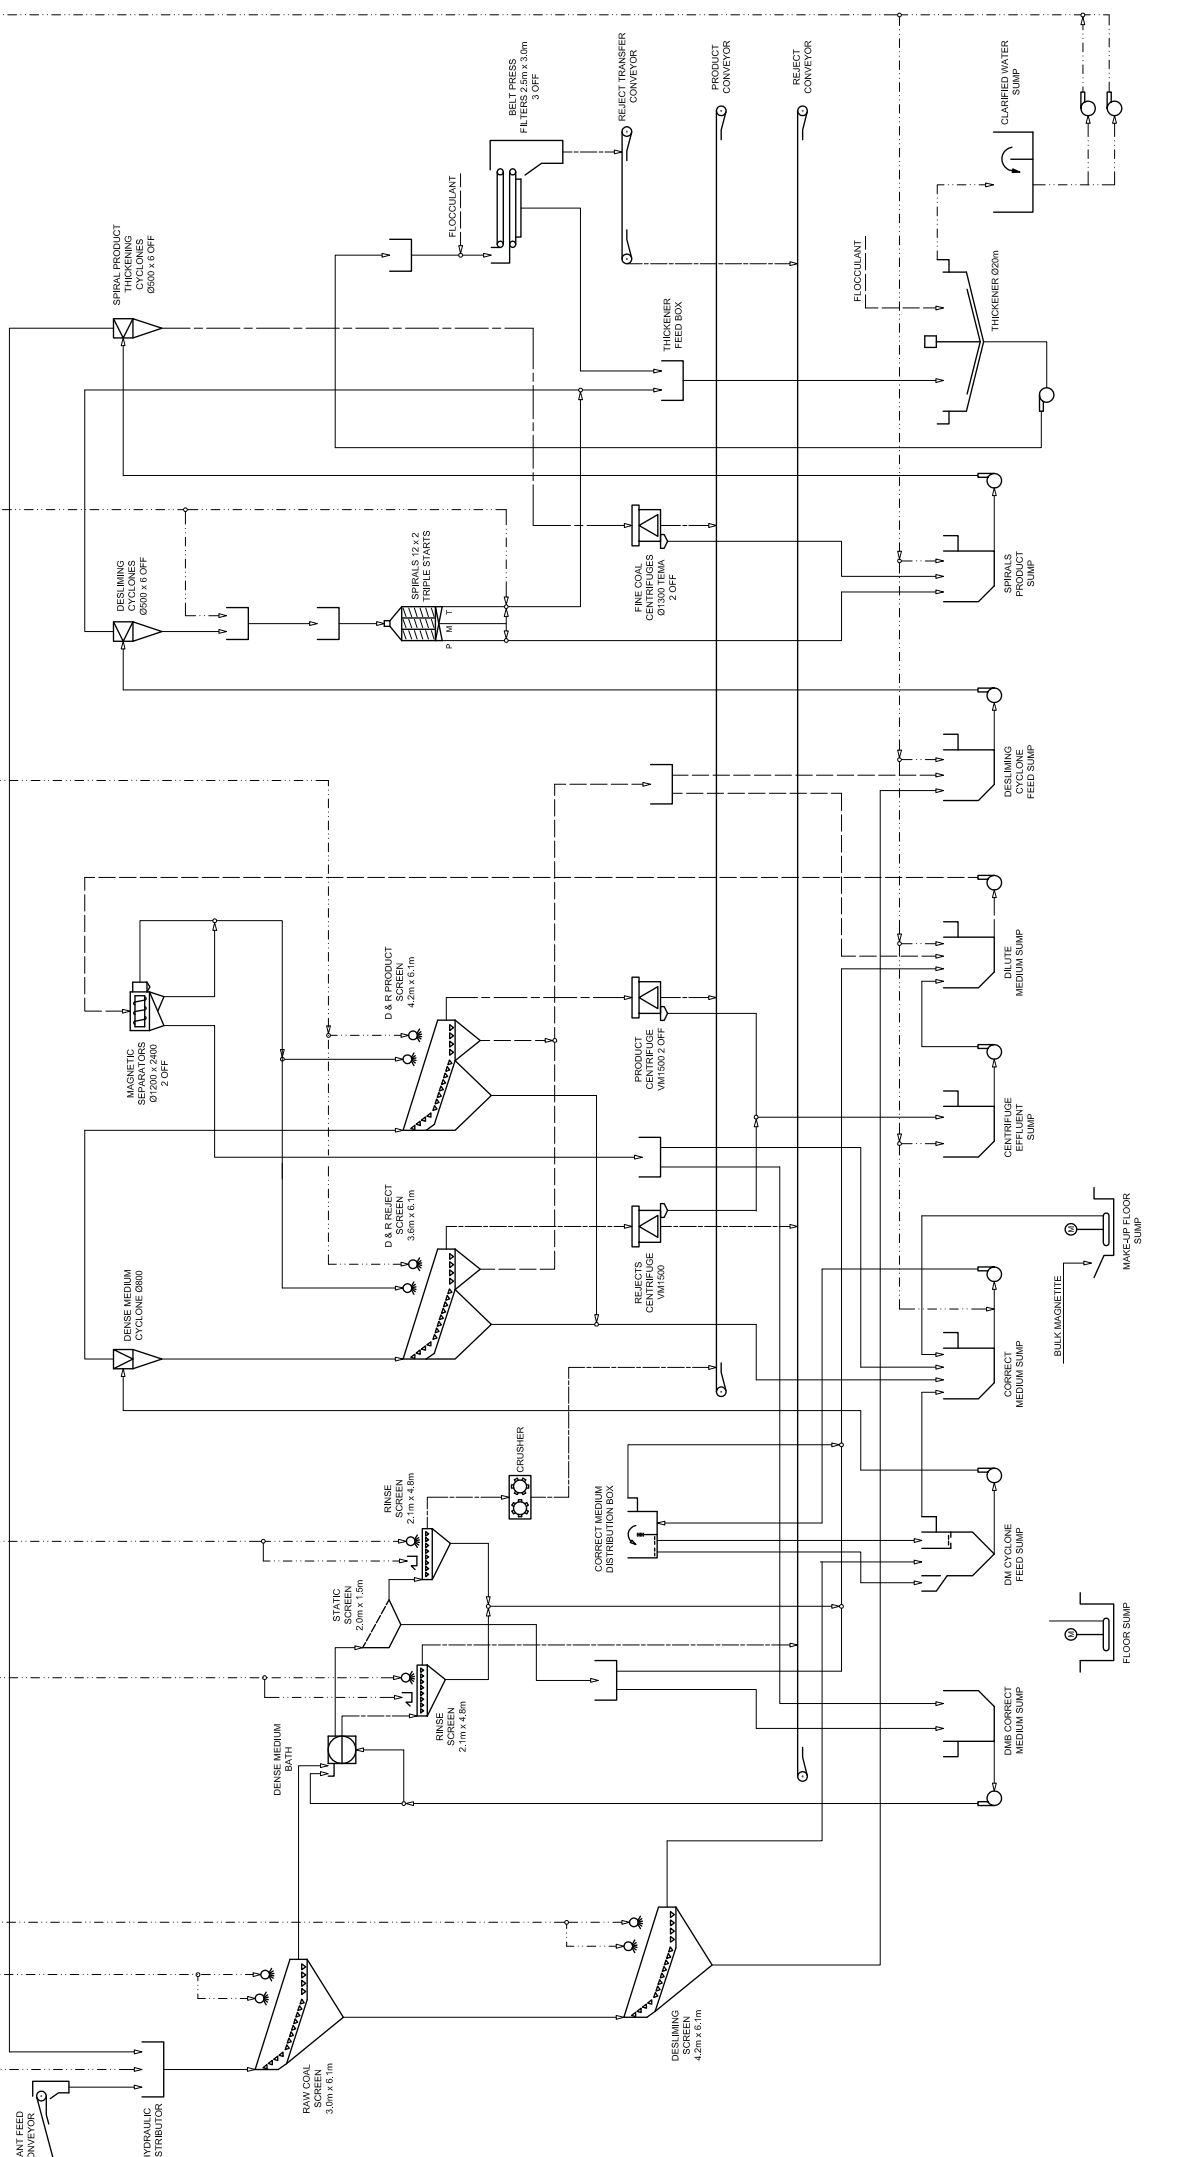 BELT PRESS
FILTERS 2.5m x 3.0m
3 OFF
REJECT TRANSFER
CONVEYOR
PRODUCT
CONVEYOR
REJECT
CONVEYOR
CLARIFIED WATER
SUMP
FLOCCULANT
SPIRAL PRODUCT
THICKENING
CYCLONES
Ø500 x 6 OFF
FLOCCULANT
THICKENER Ø20m
THICKENER
FEED BOX
DESLIMING
CYCLONES
Ø500 x 6 OFF
SPIRALS 12 x 2
TRIPLE STARTS
P
M
T
FINE COAL
CENTRIFUGES
Ø1300 TEMA
2 OFF
SPIRALS
PRODUCT
SUMP
DESLIMING
CYCLONE
FEED SUMP
MAGNETIC
SEPARATORS
Ø1200 x 2400
2 OFF
D & R PRODUCT
SCREEN
4.2m x 6.1m
PRODUCT
CENTRIFUGE
VM1500 2 OFF
DILUTE
MEDIUM SUMP
CENTRIFUGE
EFFLUENT
SUMP
D & R REJECT
SCREEN
3.6m x 6.1m
REJECTS
CENTRIFUGE
VM1500
M
MAKE-UP FLOOR
SUMP
BULK MAGNETITE
DENSE MEDIUM
CYCLONE Ø800
CORRECT
MEDIUM SUMP
RINSE
SCREEN
2.1m x 4.8m
CRUSHER
CORRECT MEDIUM
DISTRIBUTION BOX
DM CYCLONE
FEED SUMP
STATIC
SCREEN
2.0m x 1.5m
M
FLOOR SUMP
RINSE
SCREEN
2.1m x 4.8m
DENSE MEDIUM
BATH
DMB CORRECT
MEDIUM SUMP
DESLIMING
SCREEN
4.2m x 6.1m
RAW COAL
SCREEN
3.0m x 6.1m
ANT FEED
ONVEYOR
YDRAULIC
STRIBUTOR